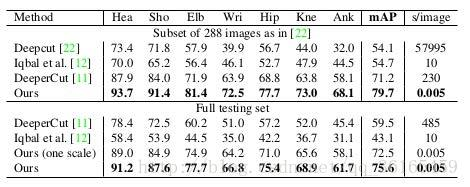 Method Hea Sho Elb Wri Hip Kne Ank mAP s/image
Subset of 288 images as in [22]
Deepcut [22] 73.4 71.8 57.9 39.9 56.7 44.0 32.0 54.1 57995
Iqbal et al. [12] 70.0 65.2 56.4 46.1 52.7 47.9 44.5 54.7 10
DeeperCut [11] 87.9 84.0 71.9 63.9 68.8 63.8 58.1 71.2 230
Ours 93.7 91.4 81.4 72.5 77.7 73.0 68.1 79.7 0.005
Full testing set
DeeperCut [11] 78.4 72.5 60.2 51.0 57.2 52.0 45.4 59.5 485
Iqbal et al. [12] 58.4 53.9 44.5 35.0 42.2 36.7 31.1 43.1 10
Ours (one scale) 89.0 84.9 74.9 64.2 71.0 65.6 58.1 72.5 0.005
Ours 91.2 87.6 77.7 66.8 75.4 68.9 61.7 75.6 0.005